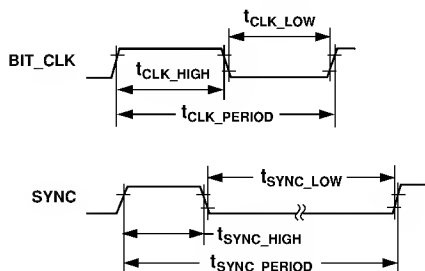 tCLK_LOW
BIT_CLK
tCLK_HIGH
tCLK_PERIOD
tSYNC_LOW
SYNC
tSYNC_HIGH
tSYNC_PERIOD